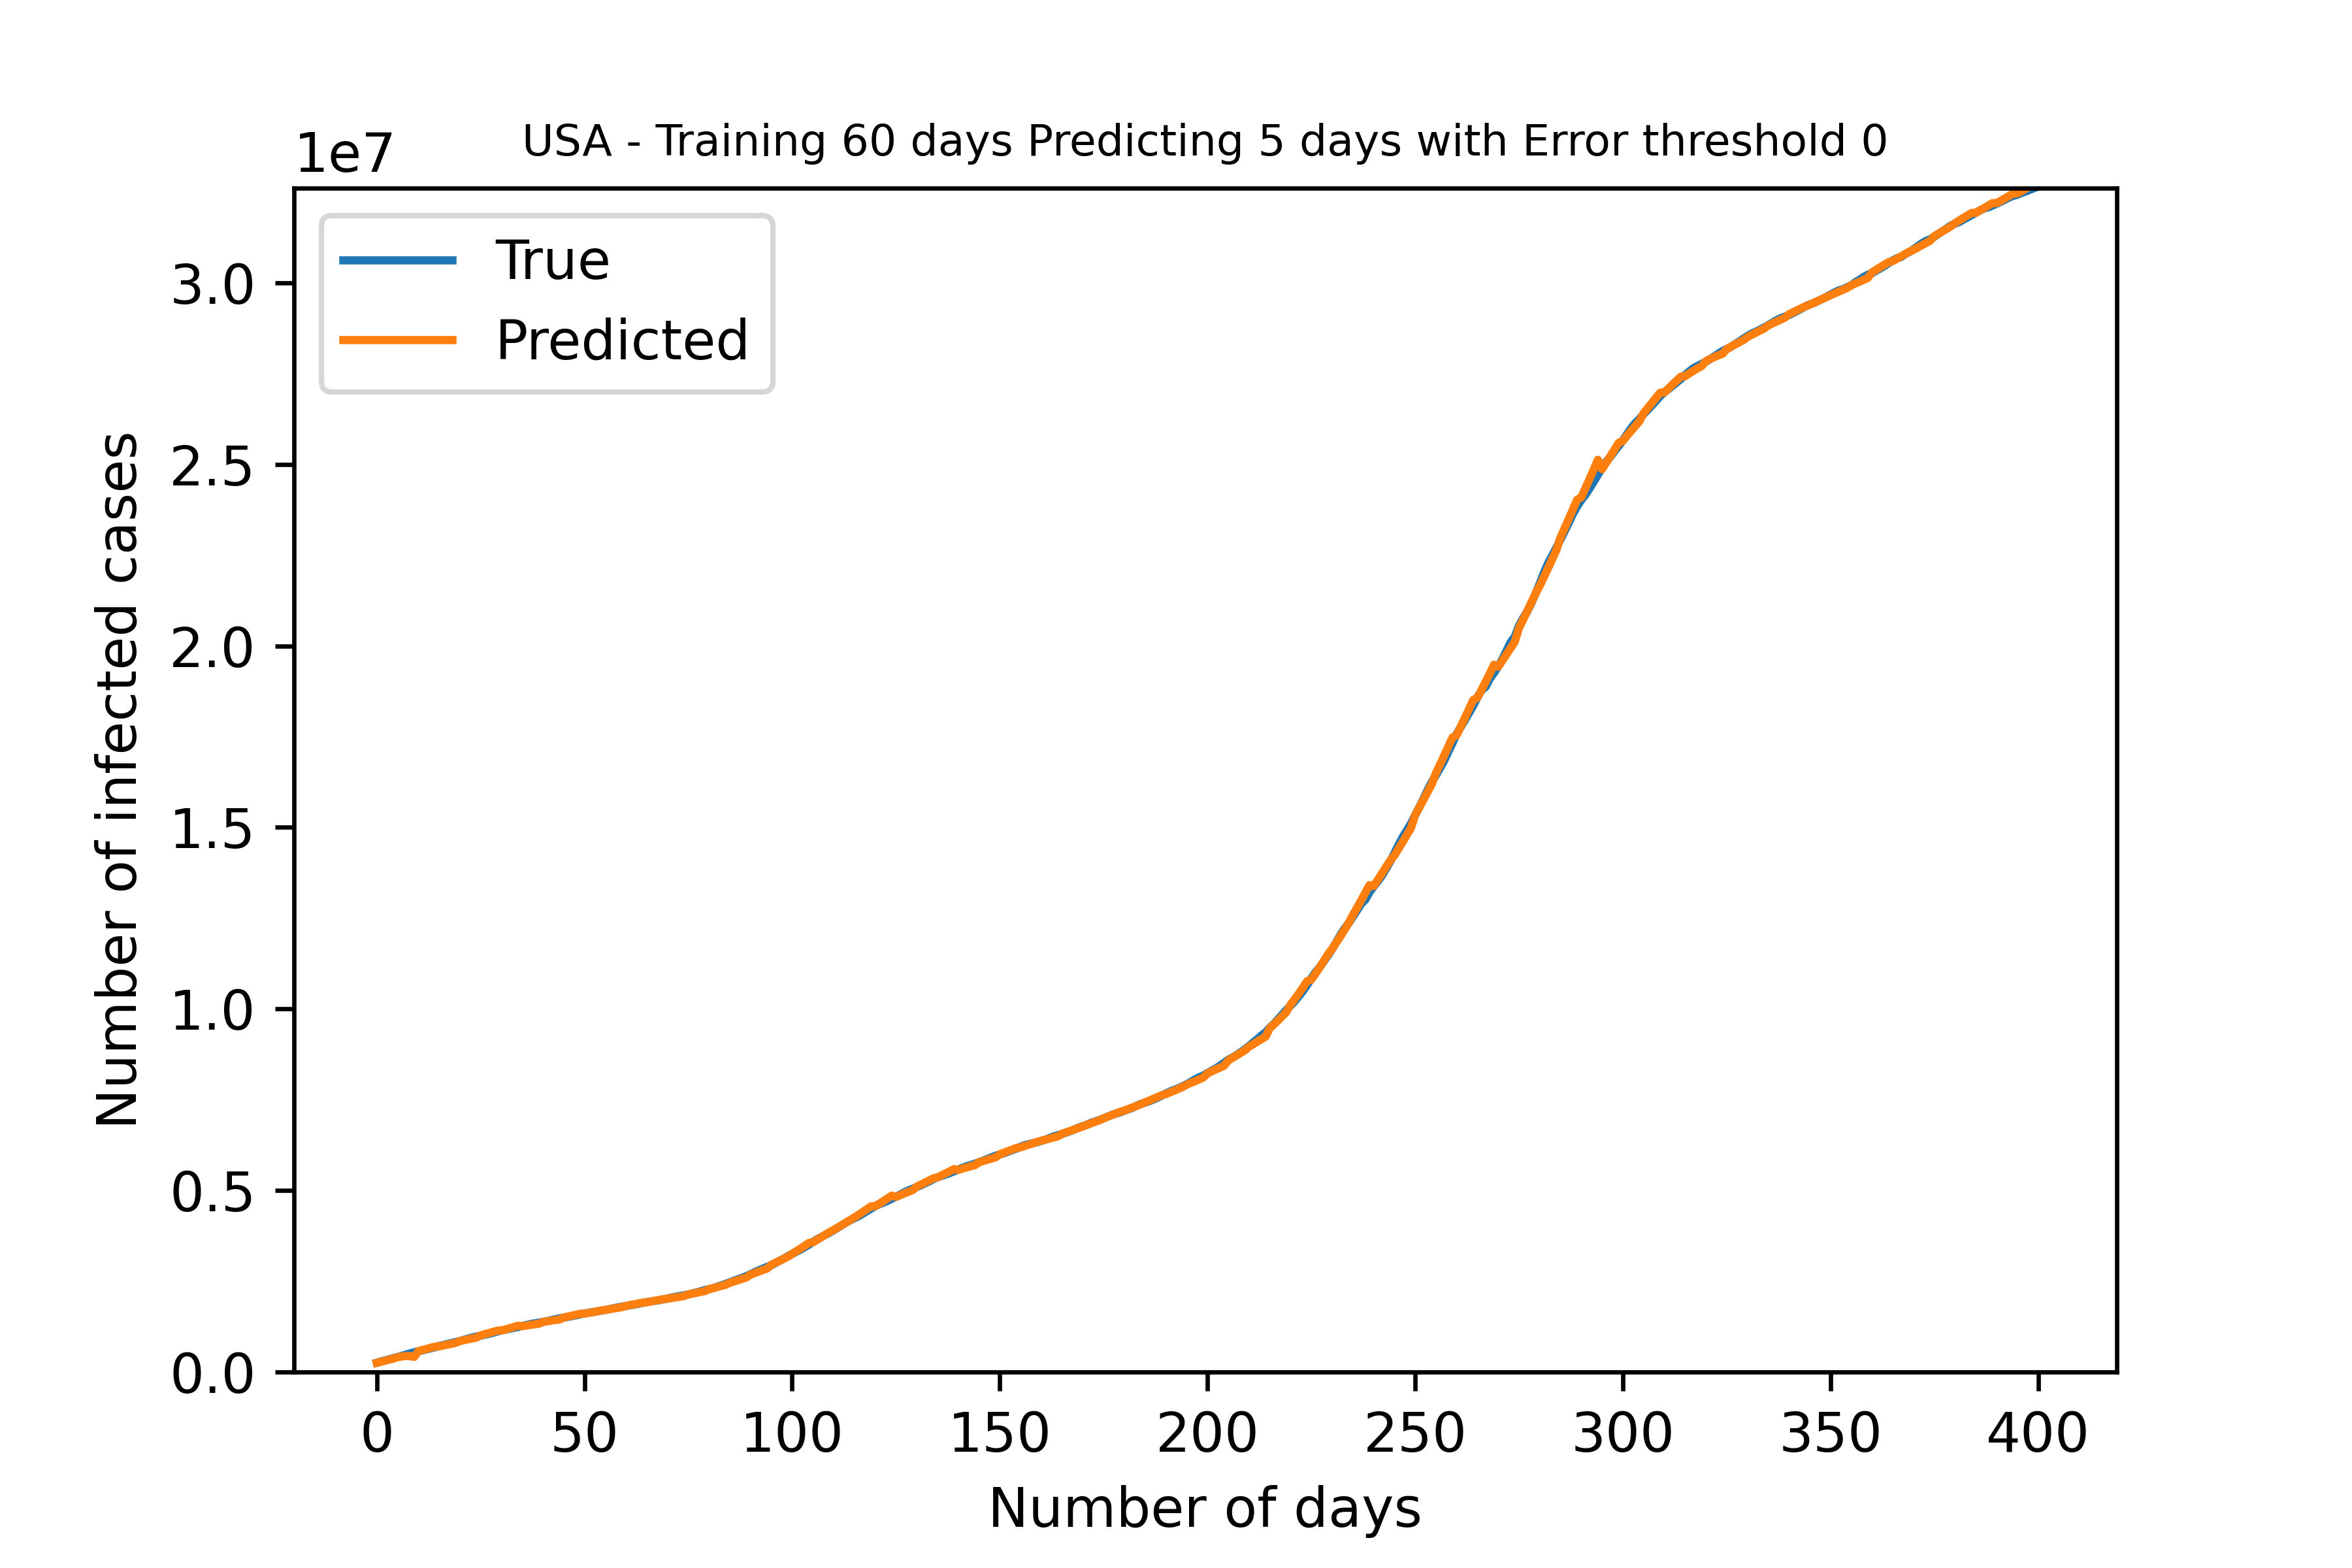 USA - Training 60 days Predicting 5 days with Error threshold 0
1e7
True
Predicted
Number of infected cases
3.0
2.5
2.0
1.5
1.0
0.5
0.0
0 50 100 150 200 250 300 350 400
Number of days